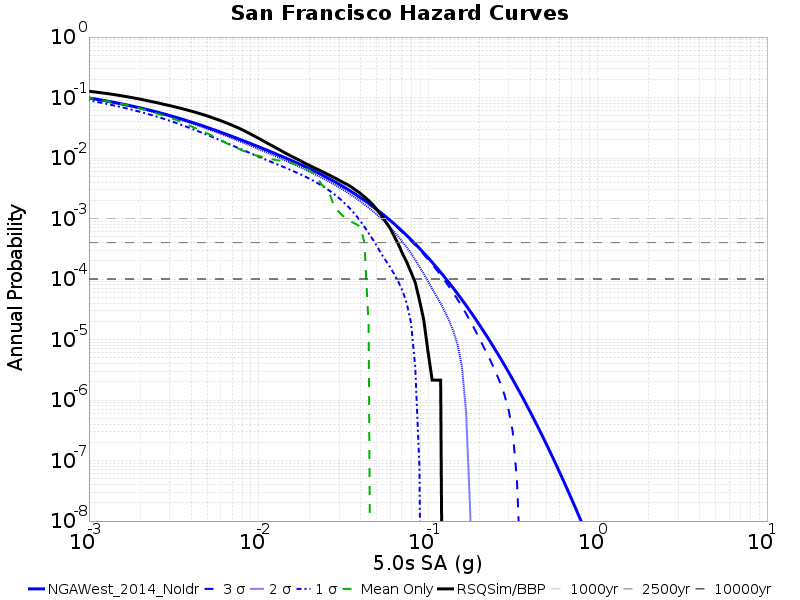 San Francisco Hazard Curves
10^0
10^-1
10^-2
10^-3
10^-4
10^-5
10^-6
10^-7
10^-8
Annual Probability
10^-3 10^-2 10^-1 10^0 10^1
5.0s SA (g)
NGAWest_2014_NoIdr 3 σ 2 σ 1 σ Mean Only RSQSim/BBP 1000yr 2500yr 10000yr